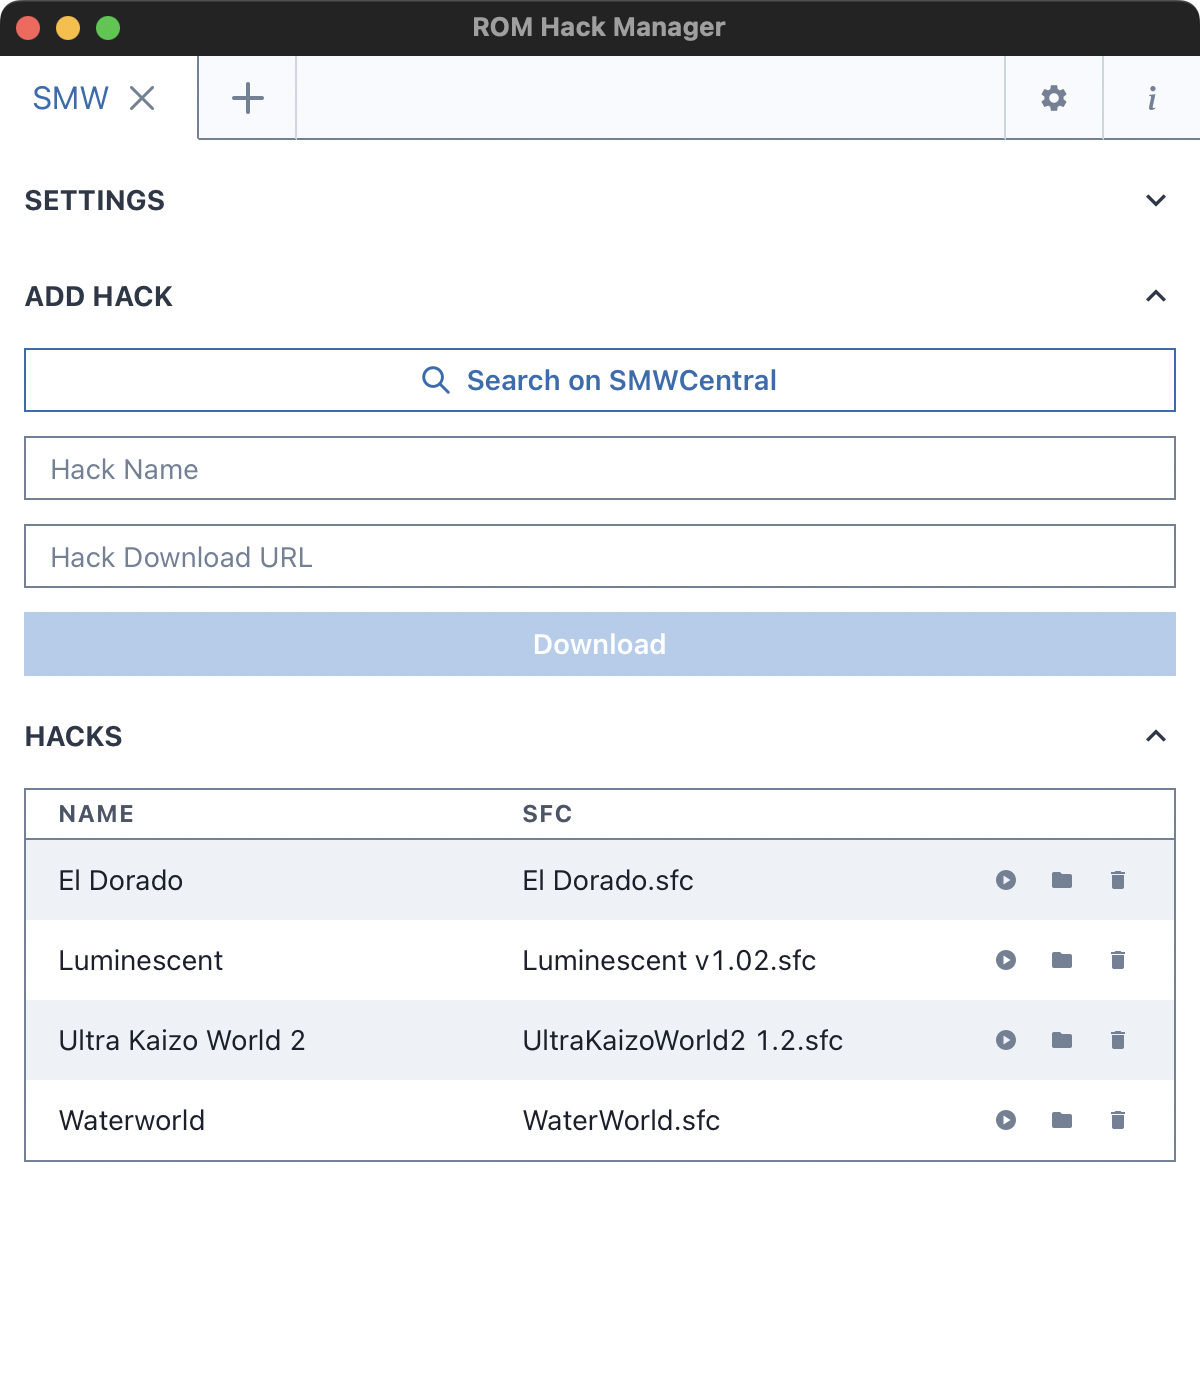 ROM Hack Manager
SMW
i
SETTINGS
ADD HACK
Search on SMWCentral
Hack Name
Hack Download URL
Download
HACKS
NAME SFC
El Dorado El Dorado.sfc
Luminescent Luminescent v1.02.sfc
Ultra Kaizo World 2 UltraKaizoWorld2 1.2.sfc
Waterworld WaterWorld.sfc